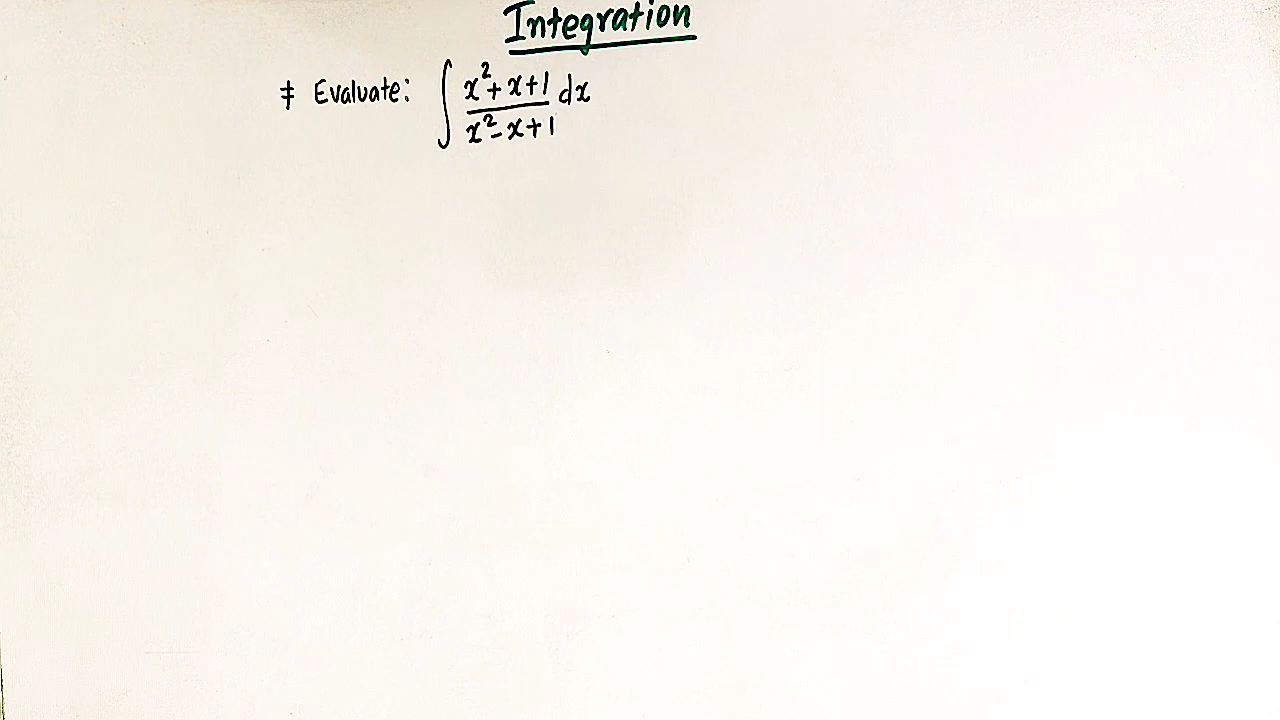 Integration
‡ Evaluate: ∫ (x²+x+1)/(x²-x+1) dx